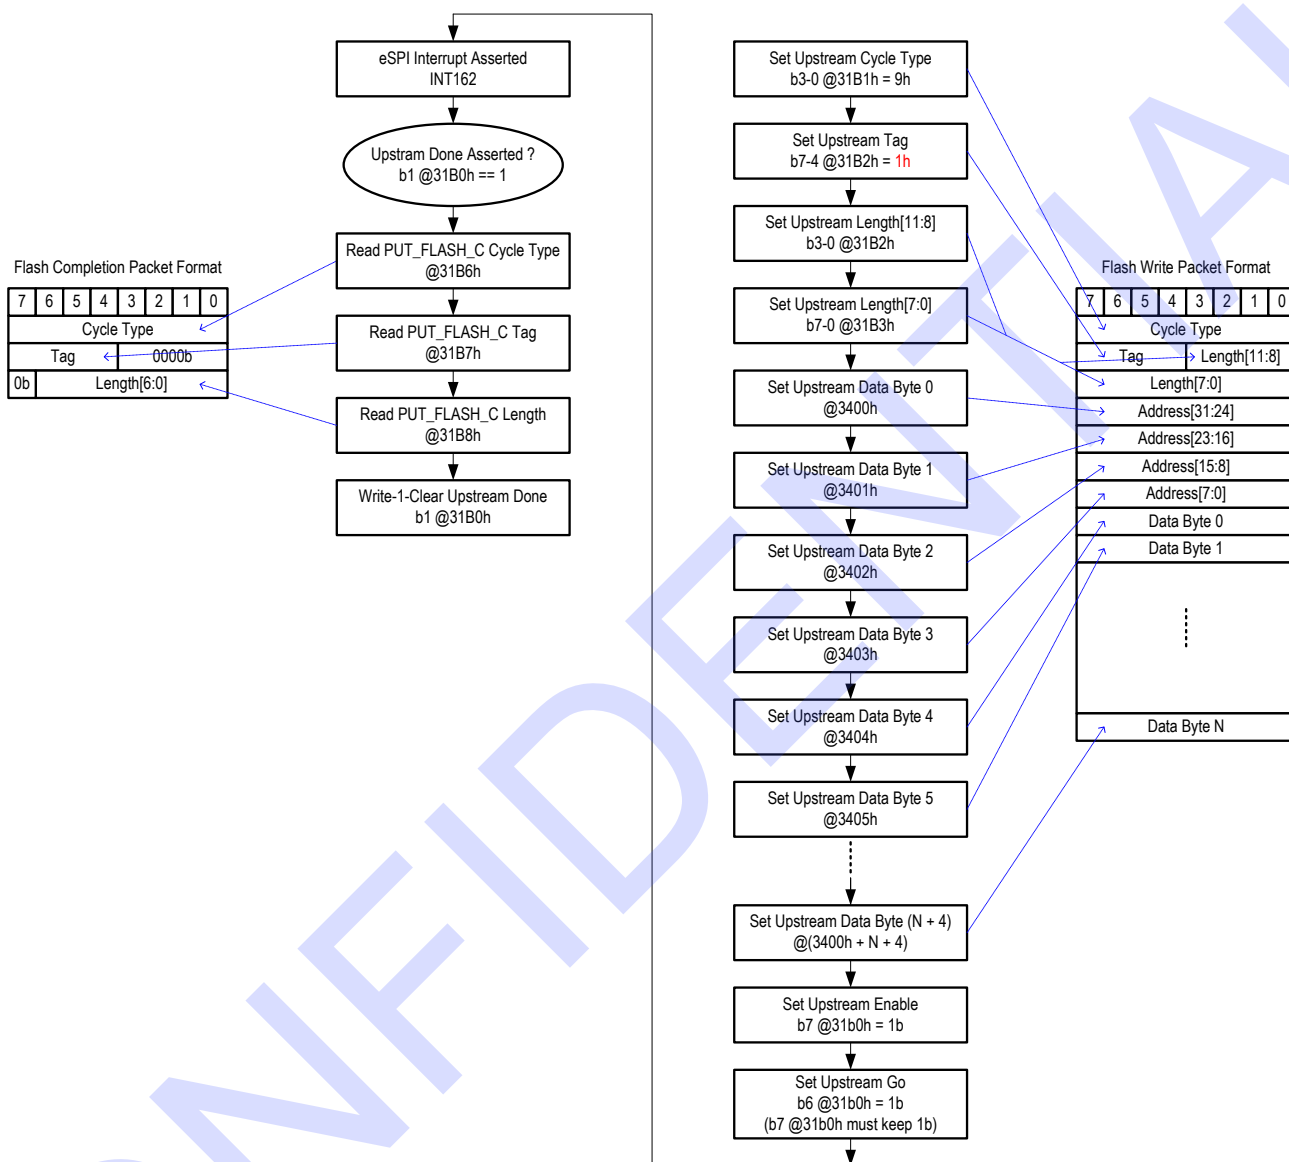 eSPI Interrupt Asserted
INT162
Upstram Done Asserted ?
b1 @31B0h == 1
Read PUT_FLASH_C Cycle Type
@31B6h
Read PUT_FLASH_C Tag
@31B7h
Read PUT_FLASH_C Length
@31B8h
Write-1-Clear Upstream Done
b1 @31B0h
Flash Completion Packet Format
7 6 5 4 3 2 1 0
Cycle Type
Tag 0000b
0b Length[6:0]
Set Upstream Cycle Type
b3-0 @31B1h = 9h
Set Upstream Tag
b7-4 @31B2h = 1h
Set Upstream Length[11:8]
b3-0 @31B2h
Set Upstream Length[7:0]
b7-0 @31B3h
Set Upstream Data Byte 0
@3400h
Set Upstream Data Byte 1
@3401h
Set Upstream Data Byte 2
@3402h
Set Upstream Data Byte 3
@3403h
Set Upstream Data Byte 4
@3404h
Set Upstream Data Byte 5
@3405h
Set Upstream Data Byte (N + 4)
@(3400h + N + 4)
Set Upstream Enable
b7 @31b0h = 1b
Set Upstream Go
b6 @31b0h = 1b
(b7 @31b0h must keep 1b)
Flash Write Packet Format
7 6 5 4 3 2 1 0
Cycle Type
Tag Length[11:8]
Length[7:0]
Address[31:24]
Address[23:16]
Address[15:8]
Address[7:0]
Data Byte 0
Data Byte 1
Data Byte N
ONFIDENTIAL